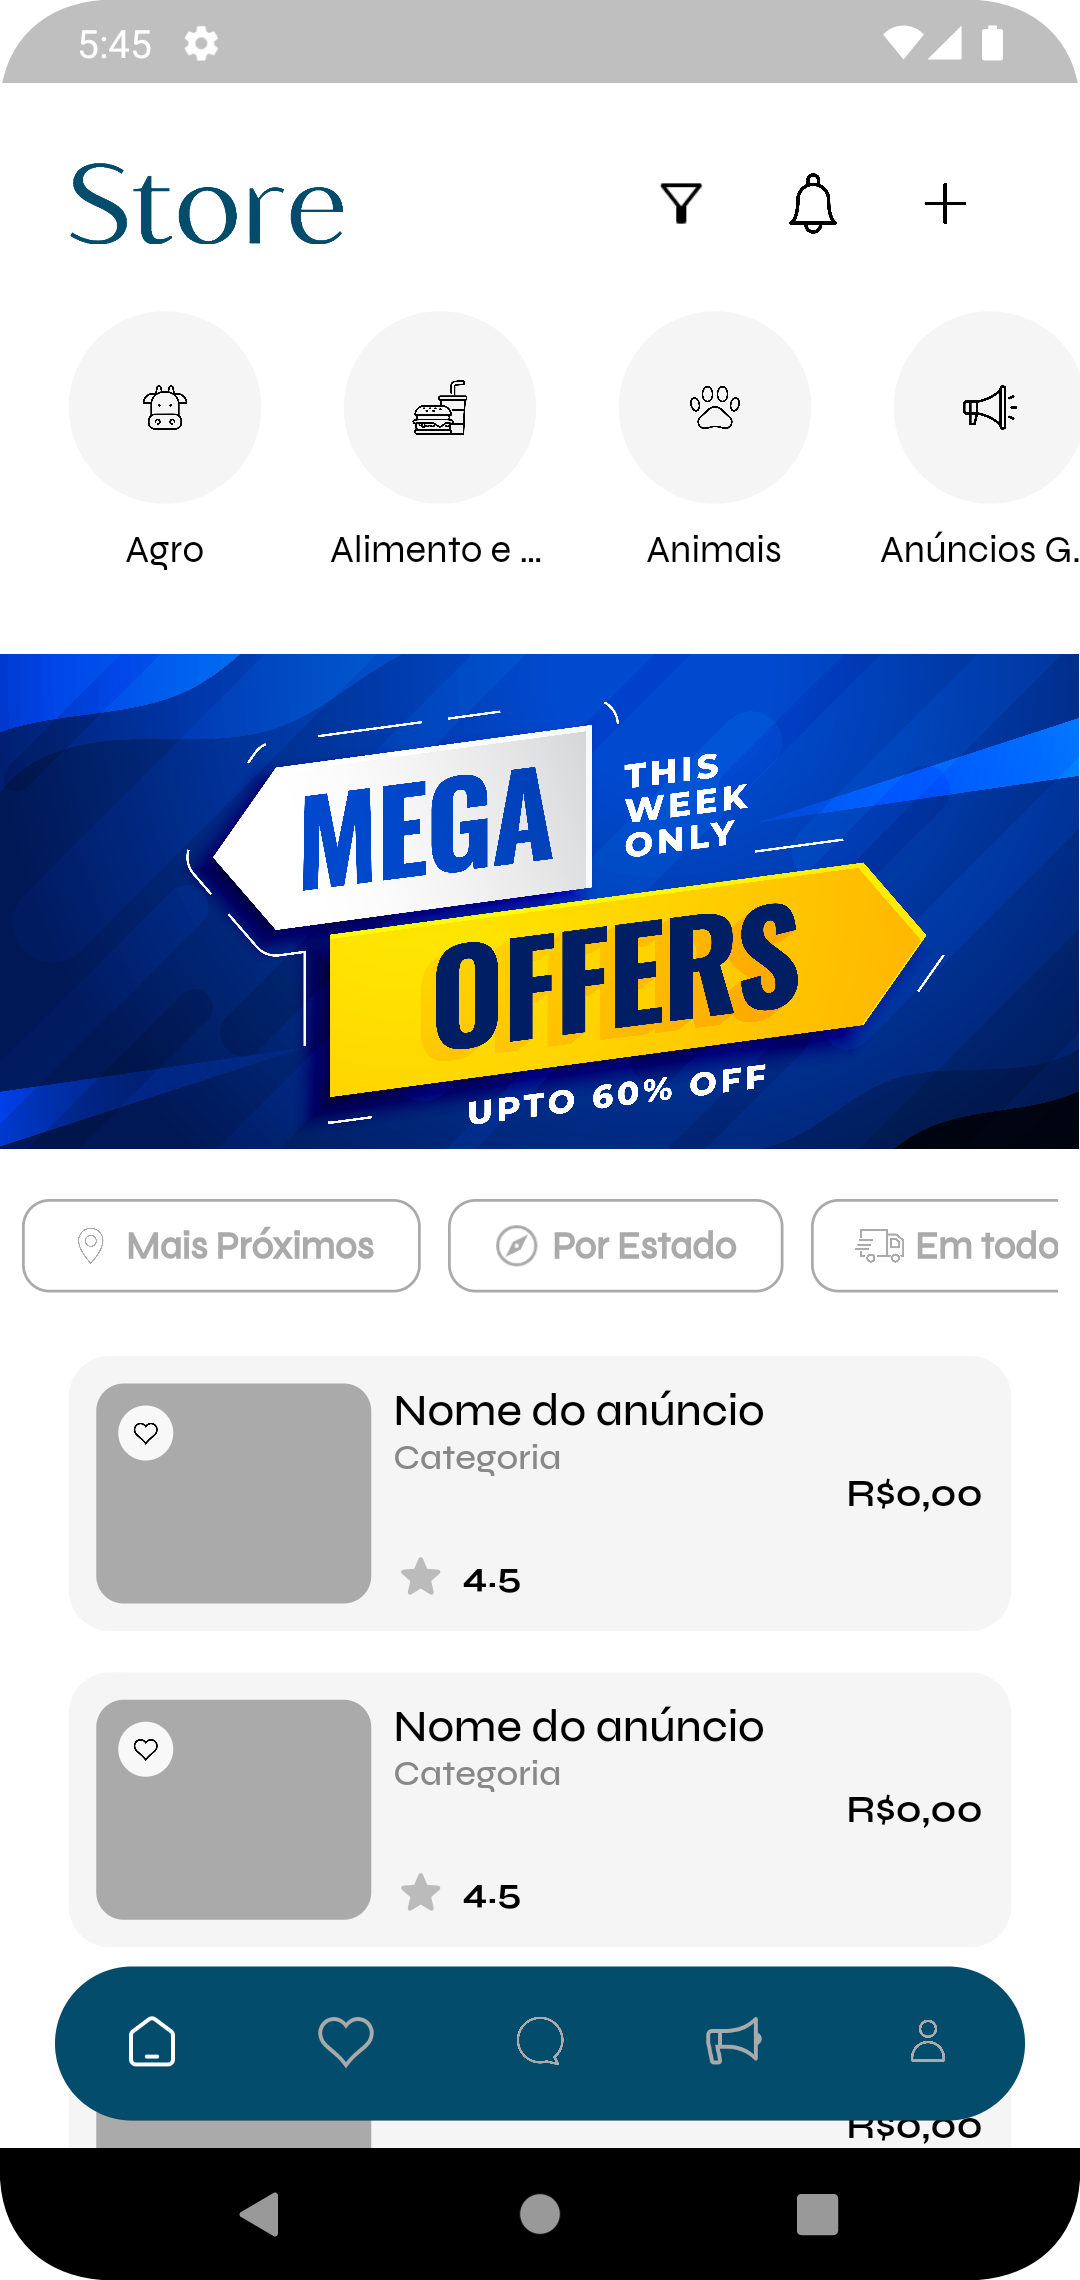 5:45
Store
Agro
Alimento e ...
Animais
Anúncios G.
MEGA
THIS
WEEK
ONLY
OFFERS
UPTO 60% OFF
Mais Próximos
Por Estado
Em todo
Nome do anúncio
Categoria
R$0,00
4.5
Nome do anúncio
Categoria
R$0,00
4.5
R$0,00